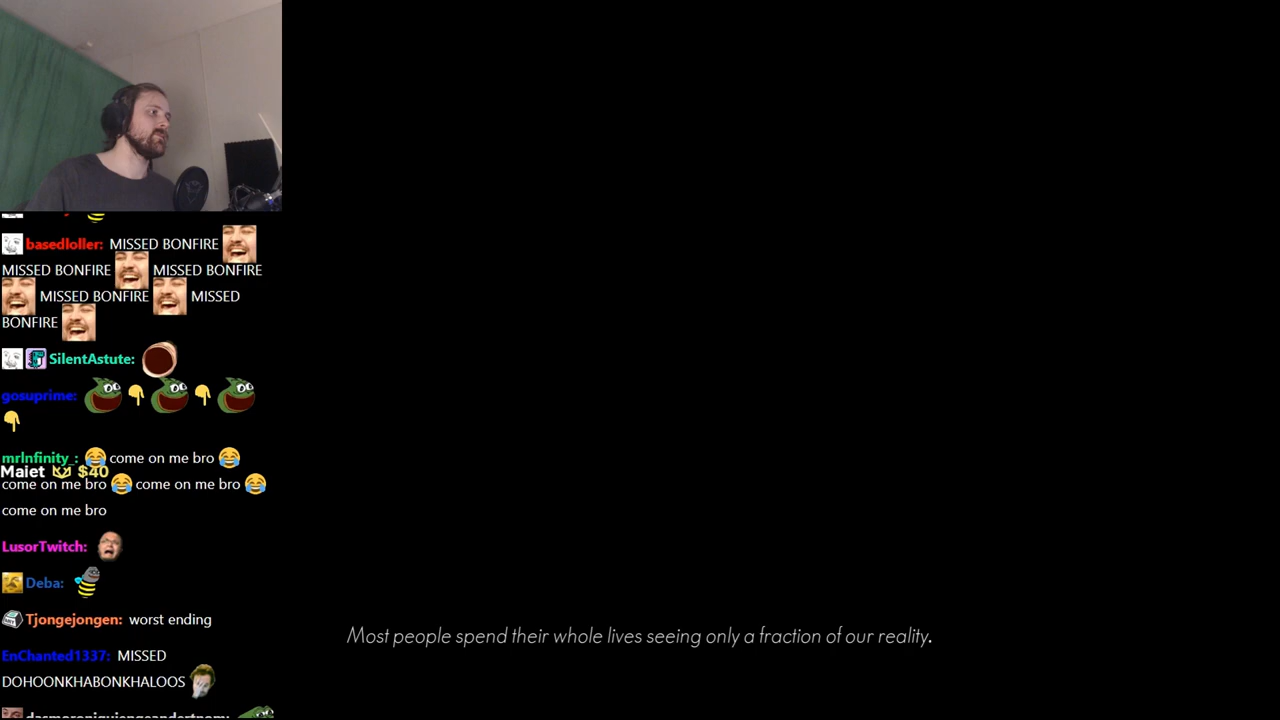 basedloller: MISSED BONFIRE
MISSED BONFIRE MISSED BONFIRE
MISSED BONFIRE MISSED
BONFIRE
SilentAstute:
gosuprime:
mrInfinity_: come on me bro
Maiet $40
come on me bro come on me bro
come on me bro
LusorTwitch:
Deba:
Tjongejongen: worst ending
Most people spend their whole lives seeing only a fraction of our reality.
EnChanted1337: MISSED
DOHOONKHABONKHALOOS